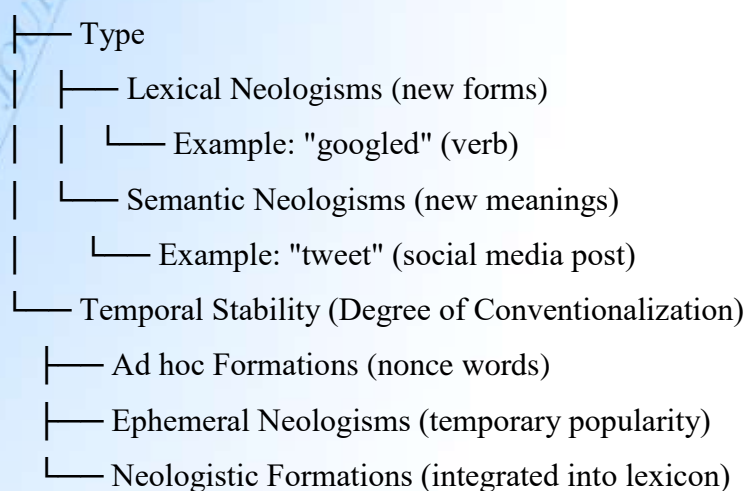 ├── Type
│ ├── Lexical Neologisms (new forms)
│ │ └── Example: "googled" (verb)
│ └── Semantic Neologisms (new meanings)
│ └── Example: "tweet" (social media post)
└── Temporal Stability (Degree of Conventionalization)
├── Ad hoc Formations (nonce words)
├── Ephemeral Neologisms (temporary popularity)
└── Neologistic Formations (integrated into lexicon)